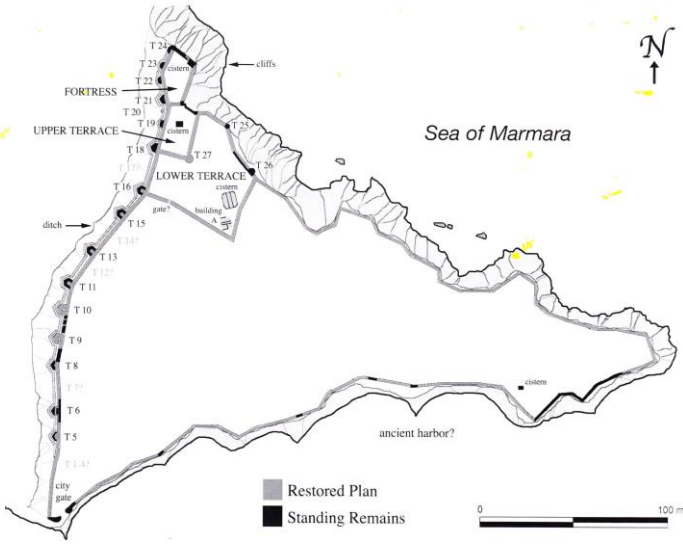 N
T 24
T 23
cistern
cliffs
T 22
FORTRESS
T 21
T 20
T 19
cistern
T 25
Sea of Marmara
UPPER TERRACE
T 18
T 27
T 17?
LOWER TERRACE
T 26
T 16
cistern
gate?
building
A
ditch
T 15
T 14?
T 13
T 12?
T 11
T 10
T 9
T 8
T 7?
cistern
T 6
T 5
ancient harbor?
T 1-4?
city
gate
Restored Plan
Standing Remains
0
100 m